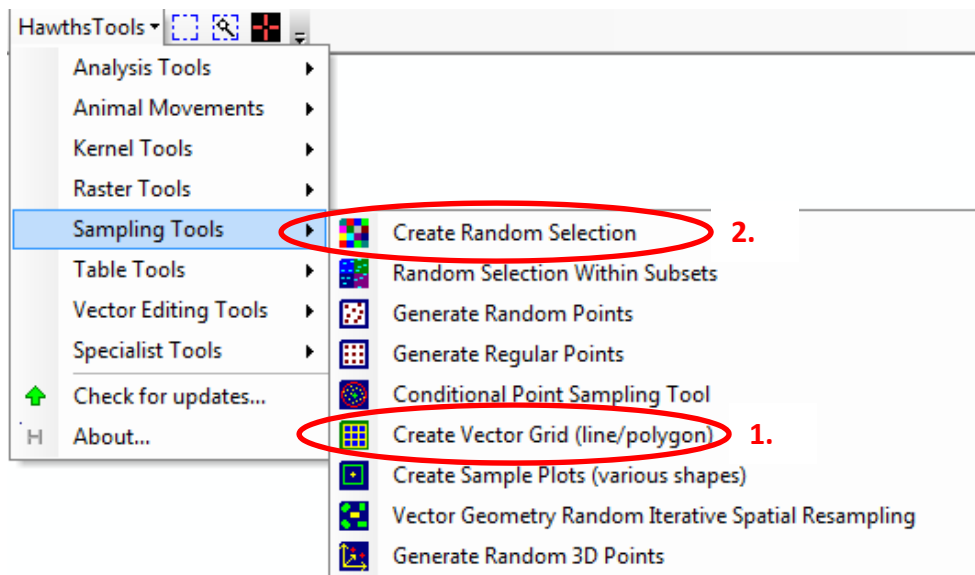 HawthsTools
Analysis Tools
Animal Movements
Kernel Tools
Raster Tools
Sampling Tools
Table Tools
Vector Editing Tools
Specialist Tools
Check for updates...
H About...
Create Random Selection 2.
Random Selection Within Subsets
Generate Random Points
Generate Regular Points
Conditional Point Sampling Tool
Create Vector Grid (line/polygon) 1.
Create Sample Plots (various shapes)
Vector Geometry Random Iterative Spatial Resampling
Generate Random 3D Points